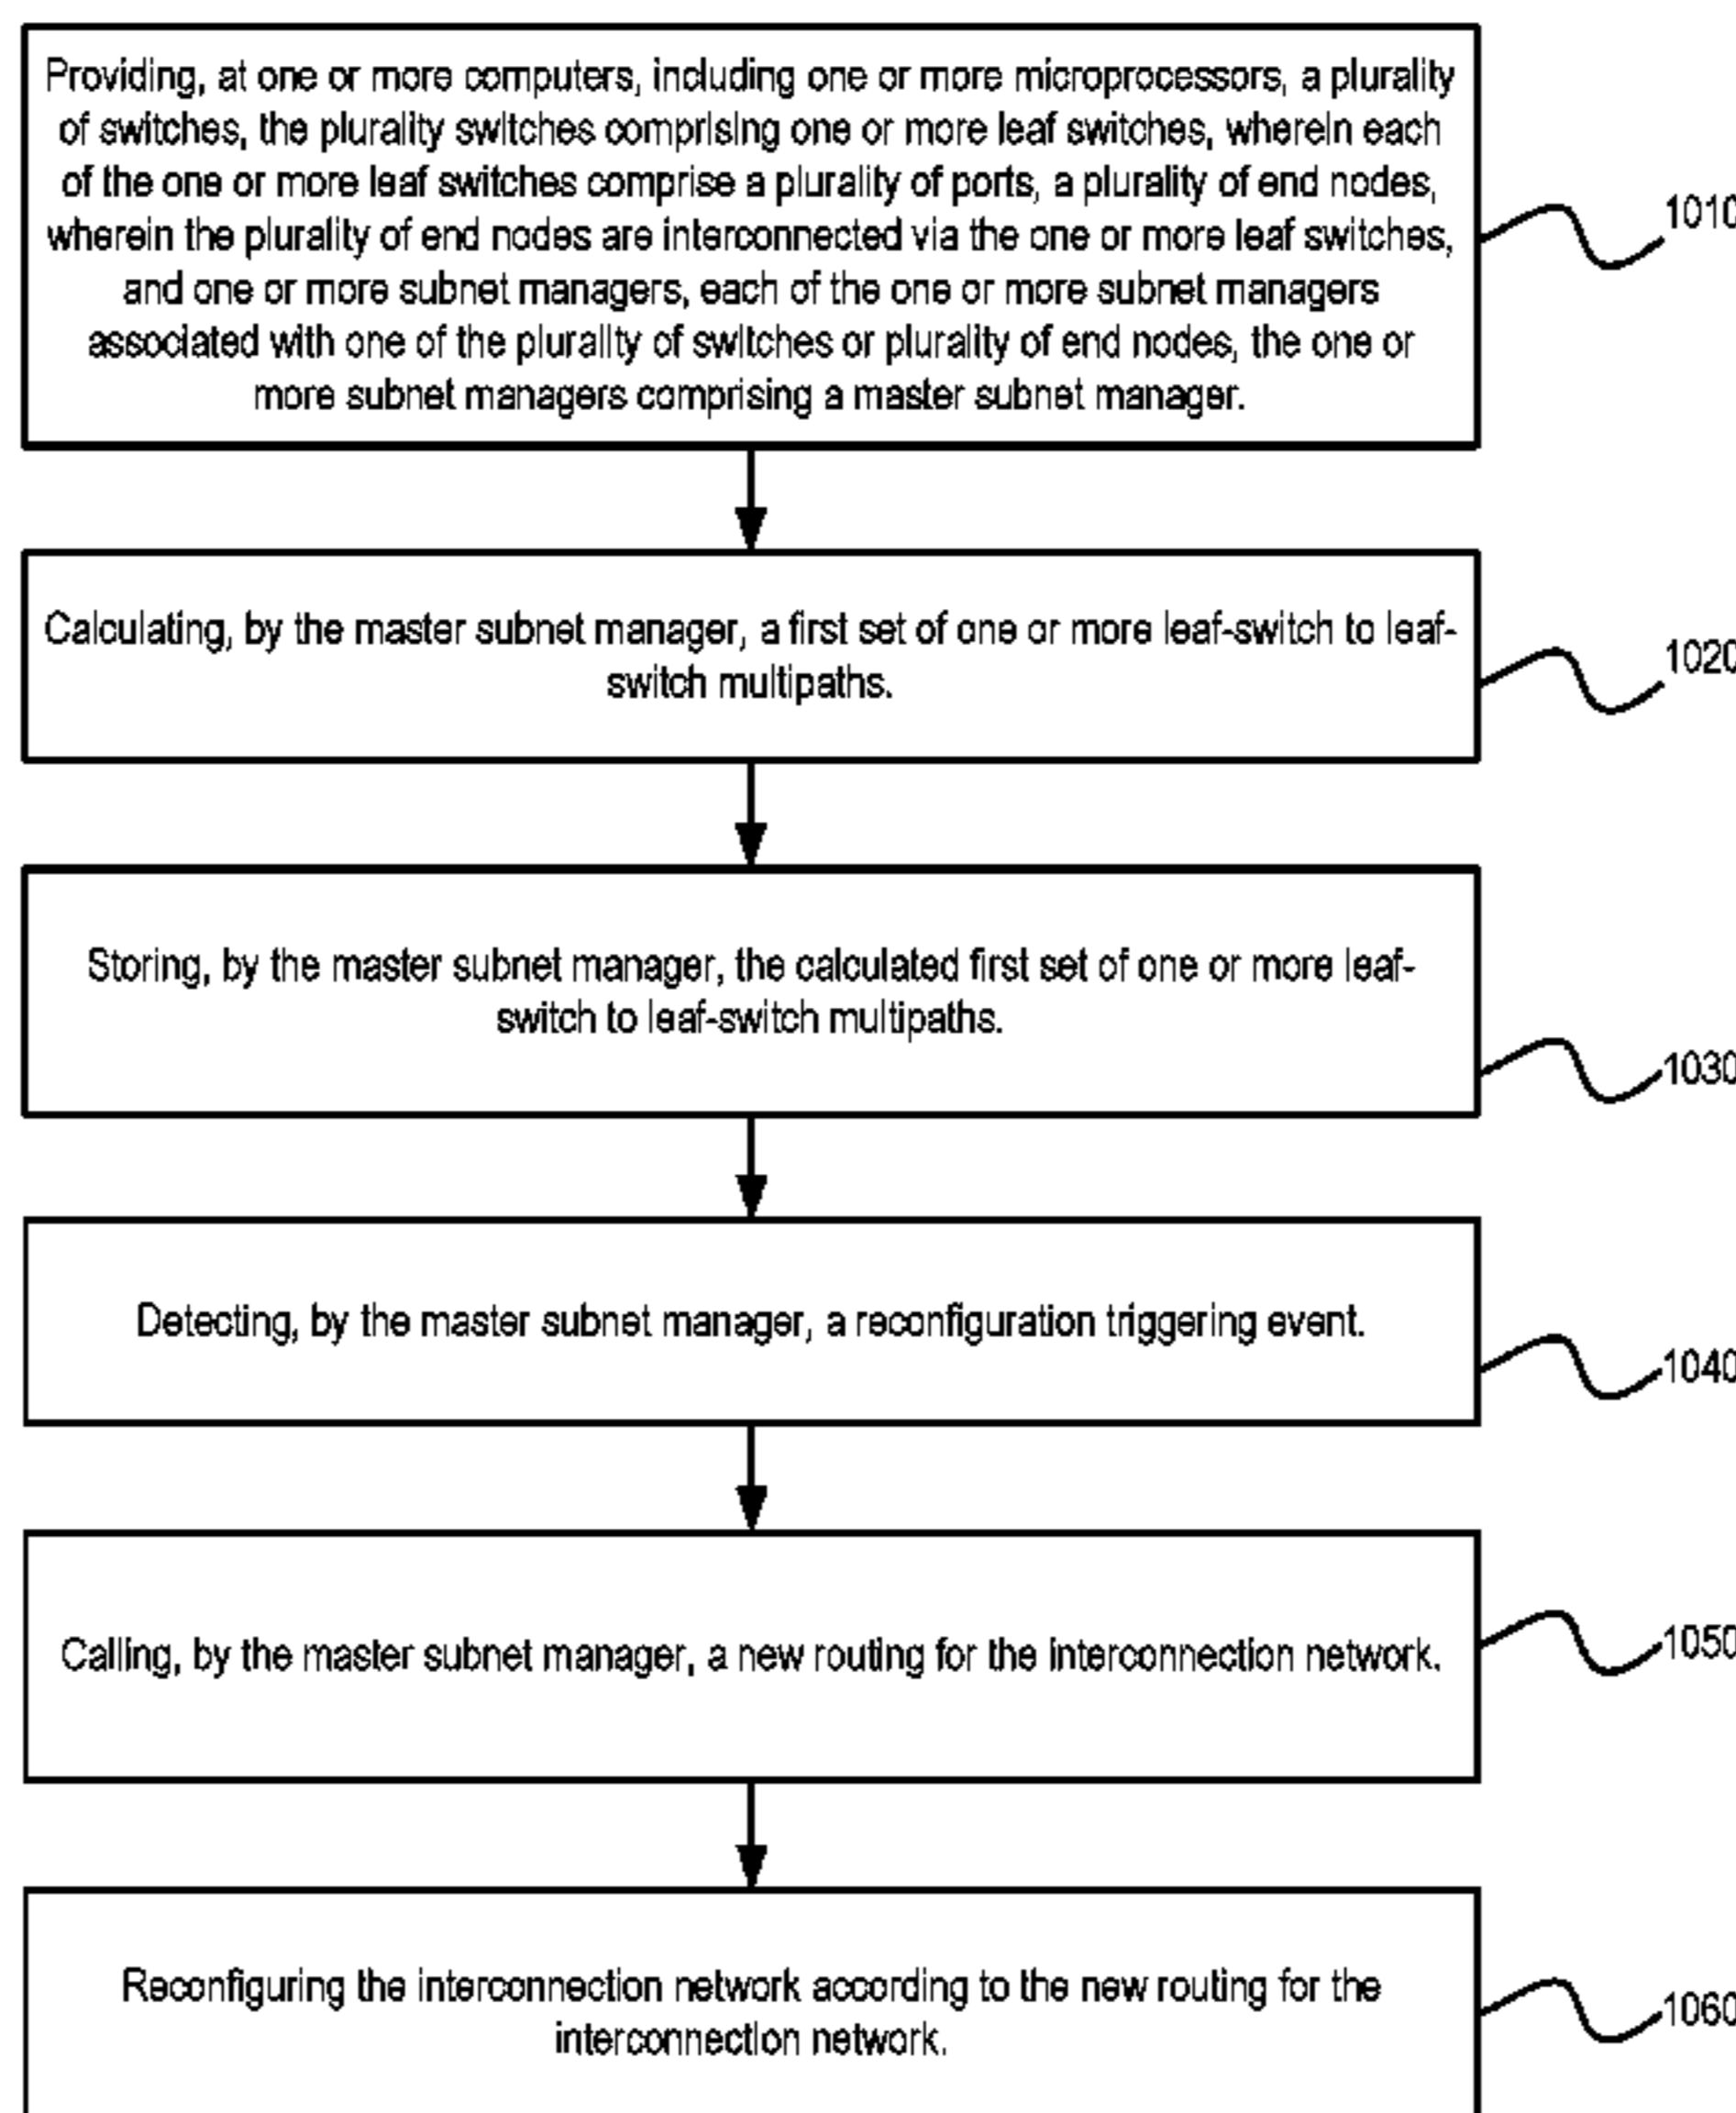 Providing, at one or more computers, including one or more microprocessors, a plurality
of switches, the plurality switches comprising one or more leaf switches, wherein each
of the one or more leaf switches comprise a plurality of ports, a plurality of end nodes,
wherein the plurality of end nodes are interconnected via the one or more leaf switches,
and one or more subnet managers, each of the one or more subnet managers
associated with one of the plurality of switches or plurality of end nodes, the one or
more subnet managers comprising a master subnet manager.
1010
Calculating, by the master subnet manager, a first set of one or more leaf-switch to leaf-
switch multipaths.
1020
Storing, by the master subnet manager, the calculated first set of one or more leaf-
switch to leaf-switch multipaths.
1030
Detecting, by the master subnet manager, a reconfiguration triggering event.
1040
Calling, by the master subnet manager, a new routing for the interconnection network.
1050
Reconfiguring the interconnection network according to the new routing for the
interconnection network.
1060